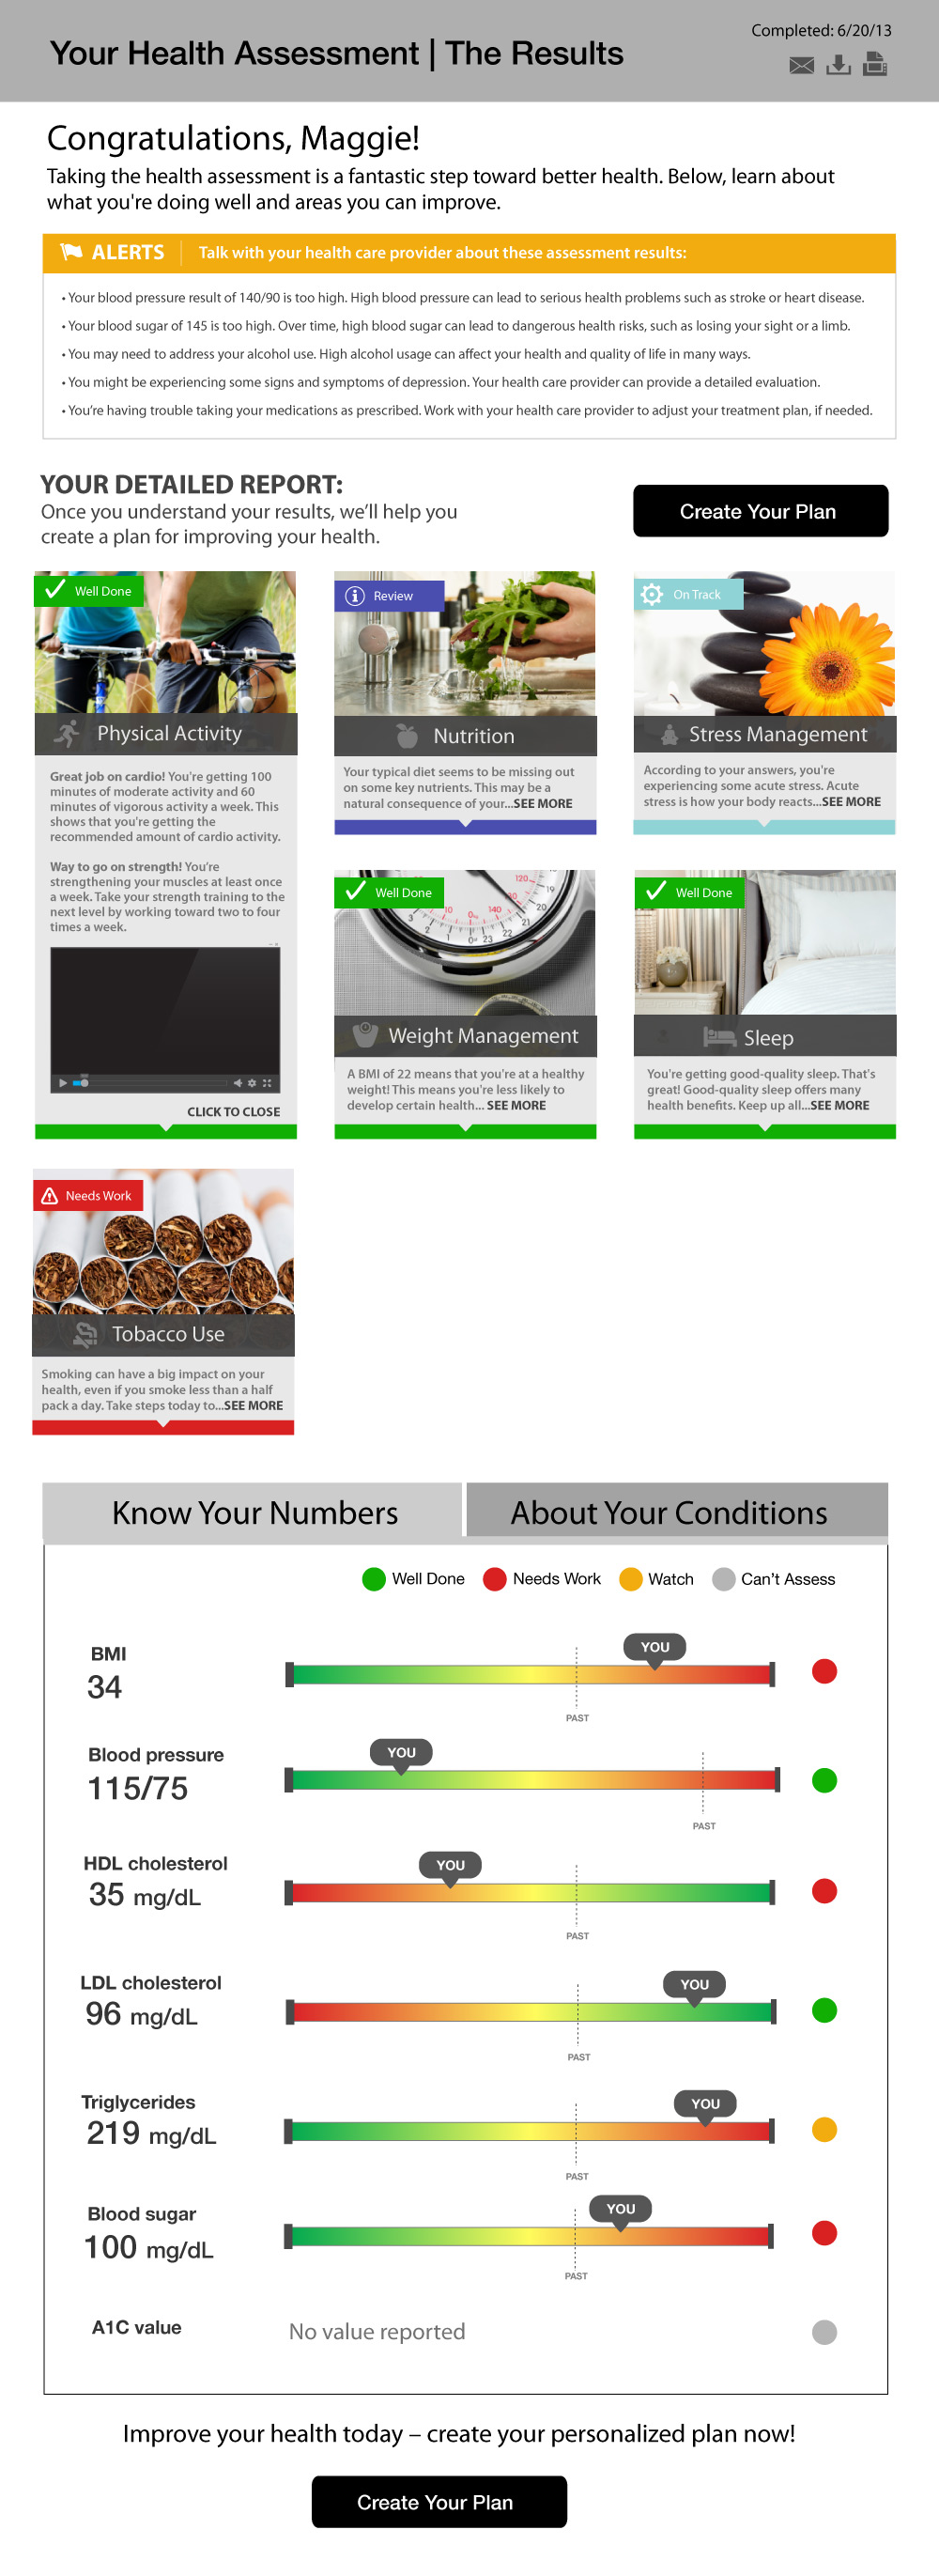 Your Health Assessment | The Results
Completed: 6/20/13
Congratulations, Maggie!
Taking the health assessment is a fantastic step toward better health. Below, learn about
what you're doing well and areas you can improve.
ALERTS
Talk with your health care provider about these assessment results:
• Your blood pressure result of 140/90 is too high. High blood pressure can lead to serious health problems such as stroke or heart disease.
• Your blood sugar of 145 is too high. Over time, high blood sugar can lead to dangerous health risks, such as losing your sight or a limb.
• You may need to address your alcohol use. High alcohol usage can affect your health and quality of life in many ways.
• You might be experiencing some signs and symptoms of depression. Your health care provider can provide a detailed evaluation.
• You're having trouble taking your medications as prescribed. Work with your health care provider to adjust your treatment plan, if needed.
YOUR DETAILED REPORT:
Once you understand your results, we'll help you
create a plan for improving your health.
Create Your Plan
Well Done
Physical Activity
Great job on cardio! You're getting 100
minutes of moderate activity and 60
minutes of vigorous activity a week. This
shows that you're getting the
recommended amount of cardio activity.
Way to go on strength! You're
strengthening your muscles at least once
a week. Take your strength training to the
next level by working toward two to four
times a week.
CLICK TO CLOSE
Review
Nutrition
Your typical diet seems to be missing out
on some key nutrients. This may be a
natural consequence of your...SEE MORE
On Track
Stress Management
According to your answers, you're
experiencing some acute stress. Acute
stress is how your body reacts...SEE MORE
Well Done
Weight Management
A BMI of 22 means that you're at a healthy
weight! This means you're less likely to
develop certain health... SEE MORE
Well Done
Sleep
You're getting good-quality sleep. That's
great! Good-quality sleep offers many
health benefits. Keep up all...SEE MORE
Needs Work
Tobacco Use
Smoking can have a big impact on your
health, even if you smoke less than a half
pack a day. Take steps today to...SEE MORE
Know Your Numbers
About Your Conditions
Well Done
Needs Work
Watch
Can't Assess
BMI
34
YOU
PAST
Blood pressure
115/75
YOU
PAST
HDL cholesterol
35 mg/dL
YOU
PAST
LDL cholesterol
96 mg/dL
YOU
PAST
Triglycerides
219 mg/dL
YOU
PAST
Blood sugar
100 mg/dL
YOU
PAST
A1C value
No value reported
Improve your health today – create your personalized plan now!
Create Your Plan